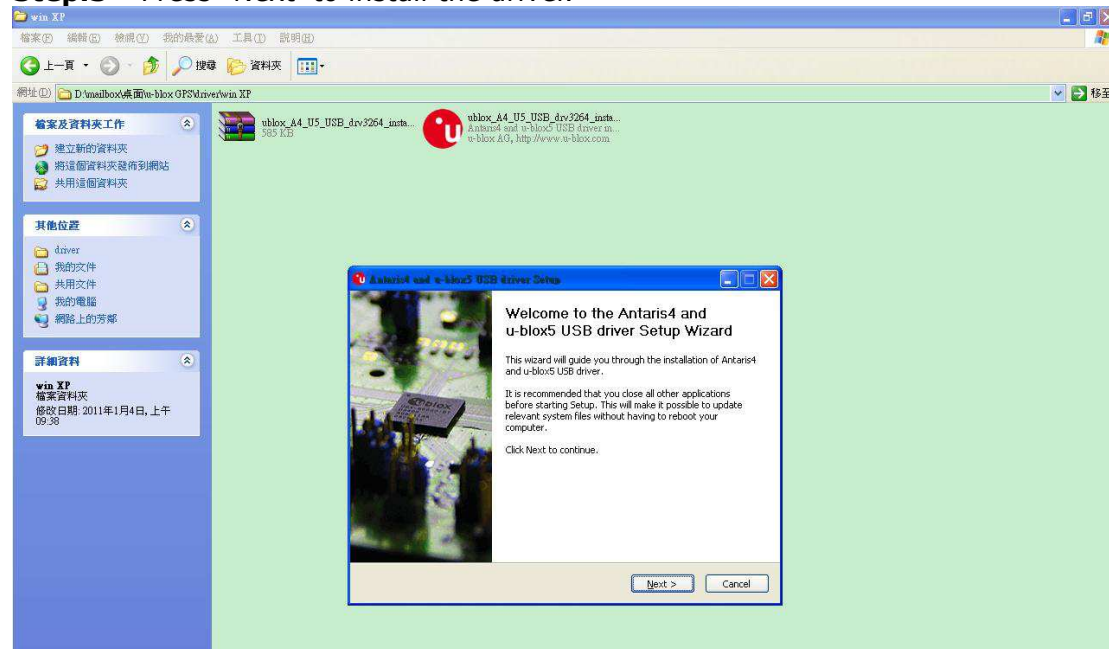 Press "Next" to install the driver.
win XP
檔案(F) 編輯(E) 檢視(V) 我的最愛(A) 工具(T) 說明(H)
上一頁 搜尋 資料夾
網址(D) D:\mailbox\桌面\u-blox GPS\driver\win XP 移至
檔案及資料夾工作
建立新的資料夾
將這個資料夾發佈到網站
共用這個資料夾
其他位置
driver
我的文件
共用文件
我的電腦
網路上的芳鄰
詳細資料
win XP
檔案資料夾
修改日期: 2011年1月4日, 上午
09:38
ublox_A4_U5_USB_drv3264_insta...
585 KB
ublox_A4_U5_USB_drv3264_insta...
Antaris4 and u-blox5 USB driver in...
u-blox AG, http://www.u-blox.com
Antaris4 and u-blox5 USB driver Setup
Welcome to the Antaris4 and
u-blox5 USB driver Setup Wizard
This wizard will guide you through the installation of Antaris4
and u-blox5 USB driver.
It is recommended that you close all other applications
before starting Setup. This will make it possible to update
relevant system files without having to reboot your
computer.
Click Next to continue.
Next >
Cancel